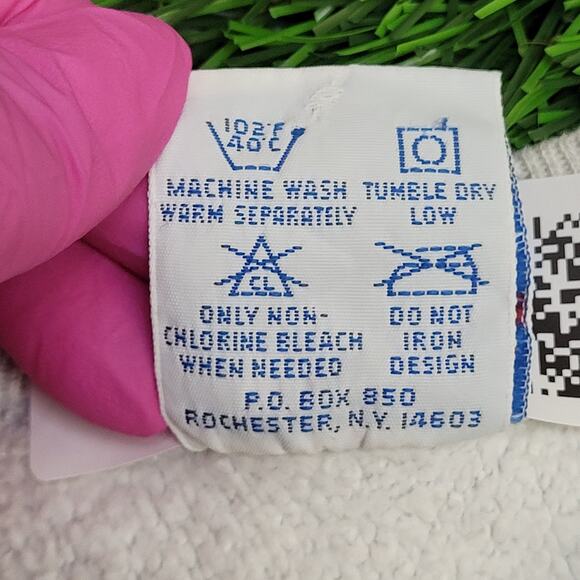 102°F
40°C
MACHINE WASH
WARM SEPARATELY
TUMBLE DRY
LOW
CL
ONLY NON-
CHLORINE BLEACH
WHEN NEEDED
DO NOT
IRON
DESIGN
P.O. BOX 850
ROCHESTER, N.Y. 14603